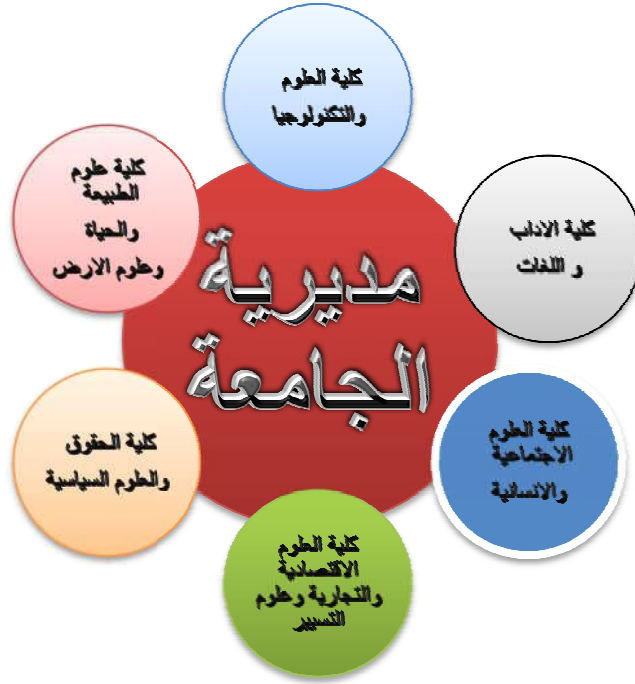 كلية العلوم
والتكنولوجيا
كلية الاداب
و اللغات
كلية العلوم
الاجتماعية
والانسانية
كلية العلوم
الاقتصادية
والتجارية وعلوم
التسيير
كلية الحقوق
والعلوم السياسية
كلية علوم
الطبيعة
والحياة
وعلوم الارض
مديرية
الجامعة